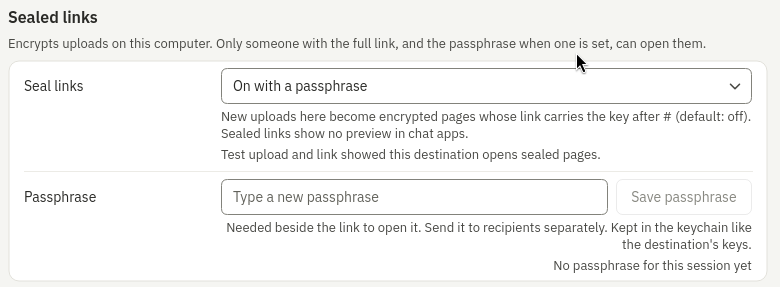 Sealed links
Encrypts uploads on this computer. Only someone with the full link, and the passphrase when one is set, can open them.
Seal links
On with a passphrase
New uploads here become encrypted pages whose link carries the key after # (default: off).
Sealed links show no preview in chat apps.
Test upload and link showed this destination opens sealed pages.
Passphrase
Type a new passphrase
Save passphrase
Needed beside the link to open it. Send it to recipients separately. Kept in the keychain like
the destination's keys.
No passphrase for this session yet